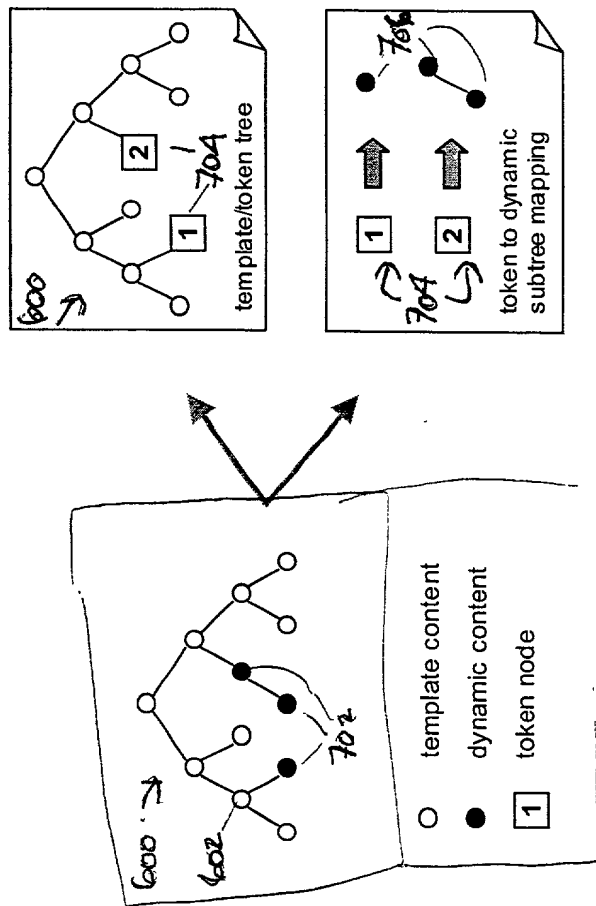 600
602
702
template content
dynamic content
1 token node
600
2
1
704
template/token tree
706
1
2
704
token to dynamic
subtree mapping